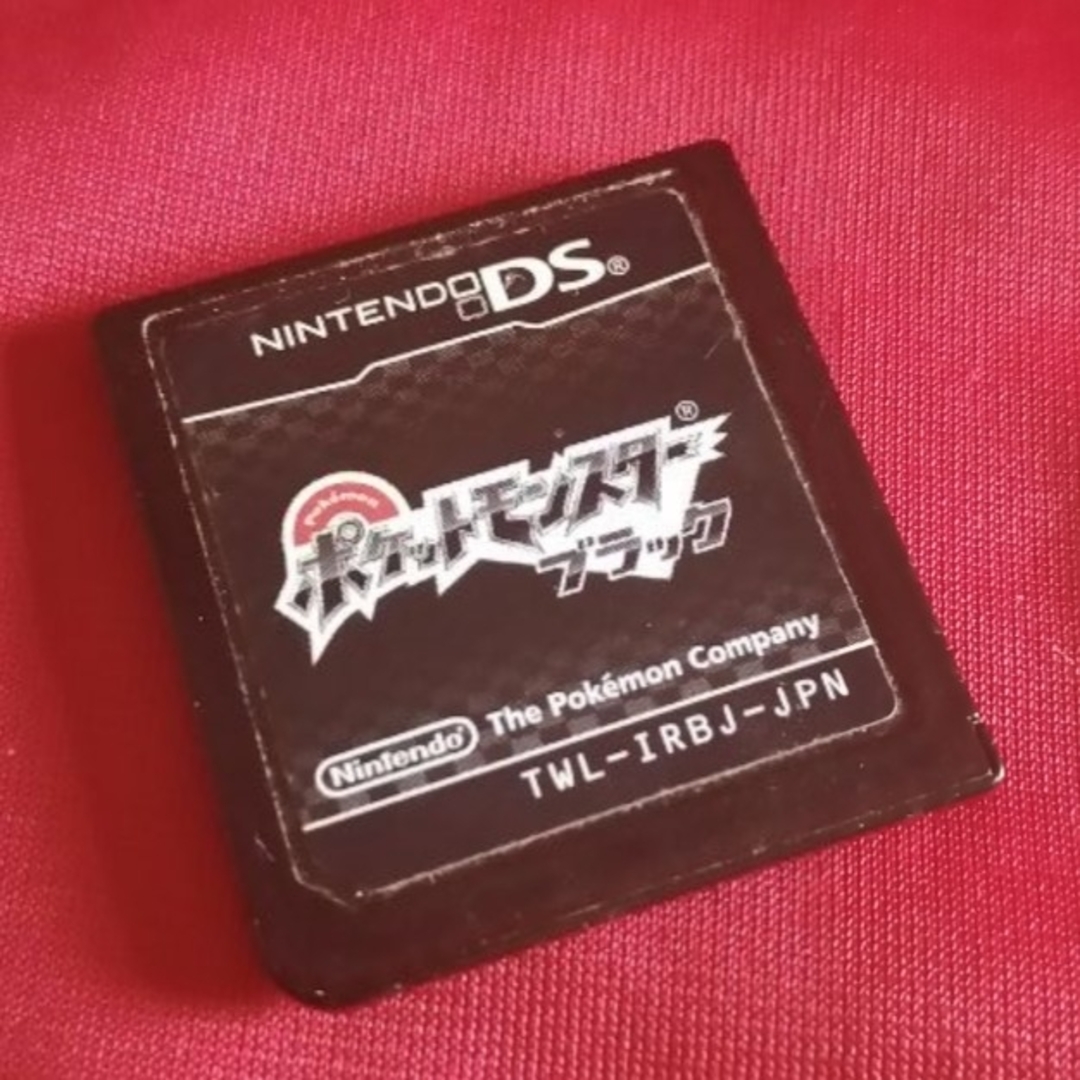 NINTENDO DS®
Pokémon
ポケットモンスター®
ブラック
Nintendo® The Pokémon Company
TWL-IRBJ-JPN